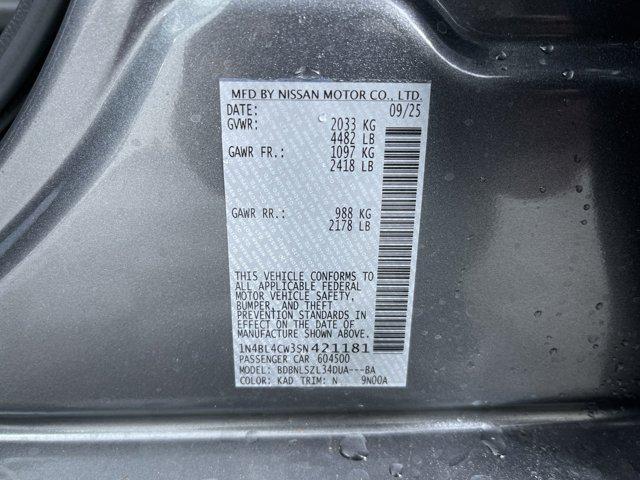 MFD BY NISSAN MOTOR CO., LTD.
DATE: 09/25
GVWR: 2033 KG
4482 LB
GAWR FR.: 1097 KG
2418 LB
GAWR RR.: 988 KG
2178 LB
THIS VEHICLE CONFORMS TO
ALL APPLICABLE FEDERAL
MOTOR VEHICLE SAFETY,
BUMPER, AND THEFT
PREVENTION STANDARDS IN
EFFECT ON THE DATE OF
MANUFACTURE SHOWN ABOVE.
1N4BL4CW3SN421181
PASSENGER CAR 604500
MODEL: BDBNLSZL34DUA---BA
COLOR: KAD TRIM: N 9N00A